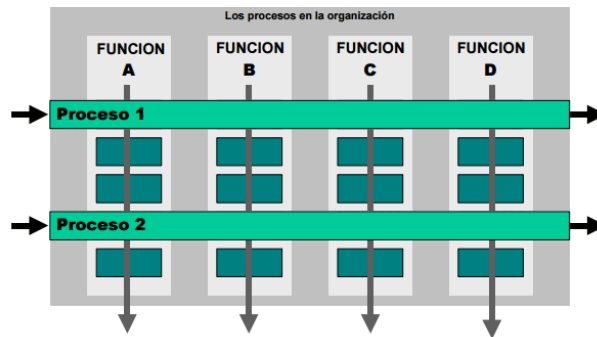 Los procesos en la organización
FUNCION
A
FUNCION
B
FUNCION
C
FUNCION
D
Proceso 1
Proceso 2